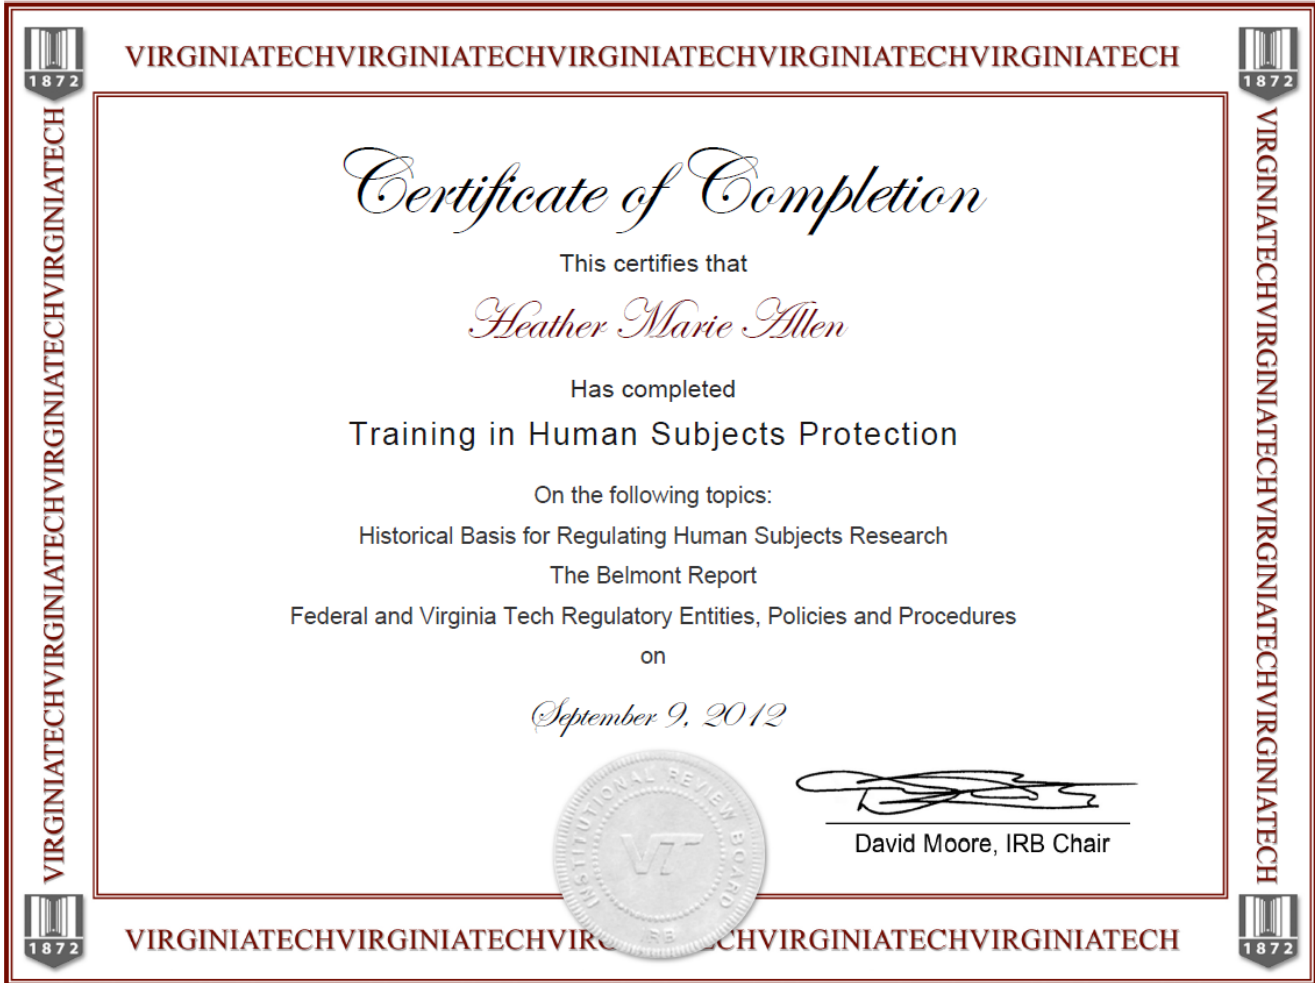 VIRGINIATECHVIRGINIATECHVIRGINIATECHVIRGINIATECHVIRGINIATECH
1872
1872
VIRGINIATECHVIRGINIATECHVIRGINIATECHVIRGINIATECH
VIRGINIATECHVIRGINIATECHVIRGINIATECHVIRGINIATECH
Certificate of Completion
This certifies that
Heather Marie Allen
Has completed
Training in Human Subjects Protection
On the following topics:
Historical Basis for Regulating Human Subjects Research
The Belmont Report
Federal and Virginia Tech Regulatory Entities, Policies and Procedures
on
September 9, 2012
INSTITUTIONAL REVIEW BOARD
VT
IRB
David Moore, IRB Chair
1872
VIRGINIATECHVIRGINIATECHVIRG CHVIRGINIATECHVIRGINIATECH
1872